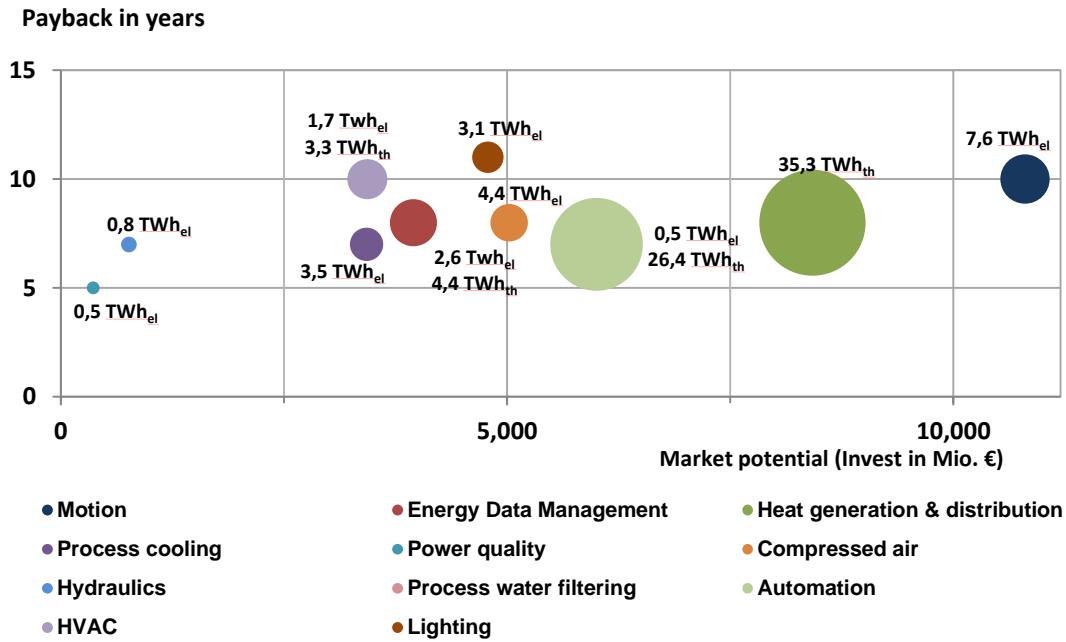 Payback in years
15
10
5
0
1,7 Twhel
3,3 TWhth
3,1 TWhel
7,6 TWhel
35,3 TWhth
0,8 TWhel
4,4 TWhel
0,5 TWhel
26,4 TWhth
3,5 TWhel
2,6 Twhel
4,4 TWhth
0,5 TWhel
0
5,000
10,000
Market potential (Invest in Mio. €)
Motion
Energy Data Management
Heat generation & distribution
Process cooling
Power quality
Compressed air
Hydraulics
Process water filtering
Automation
HVAC
Lighting